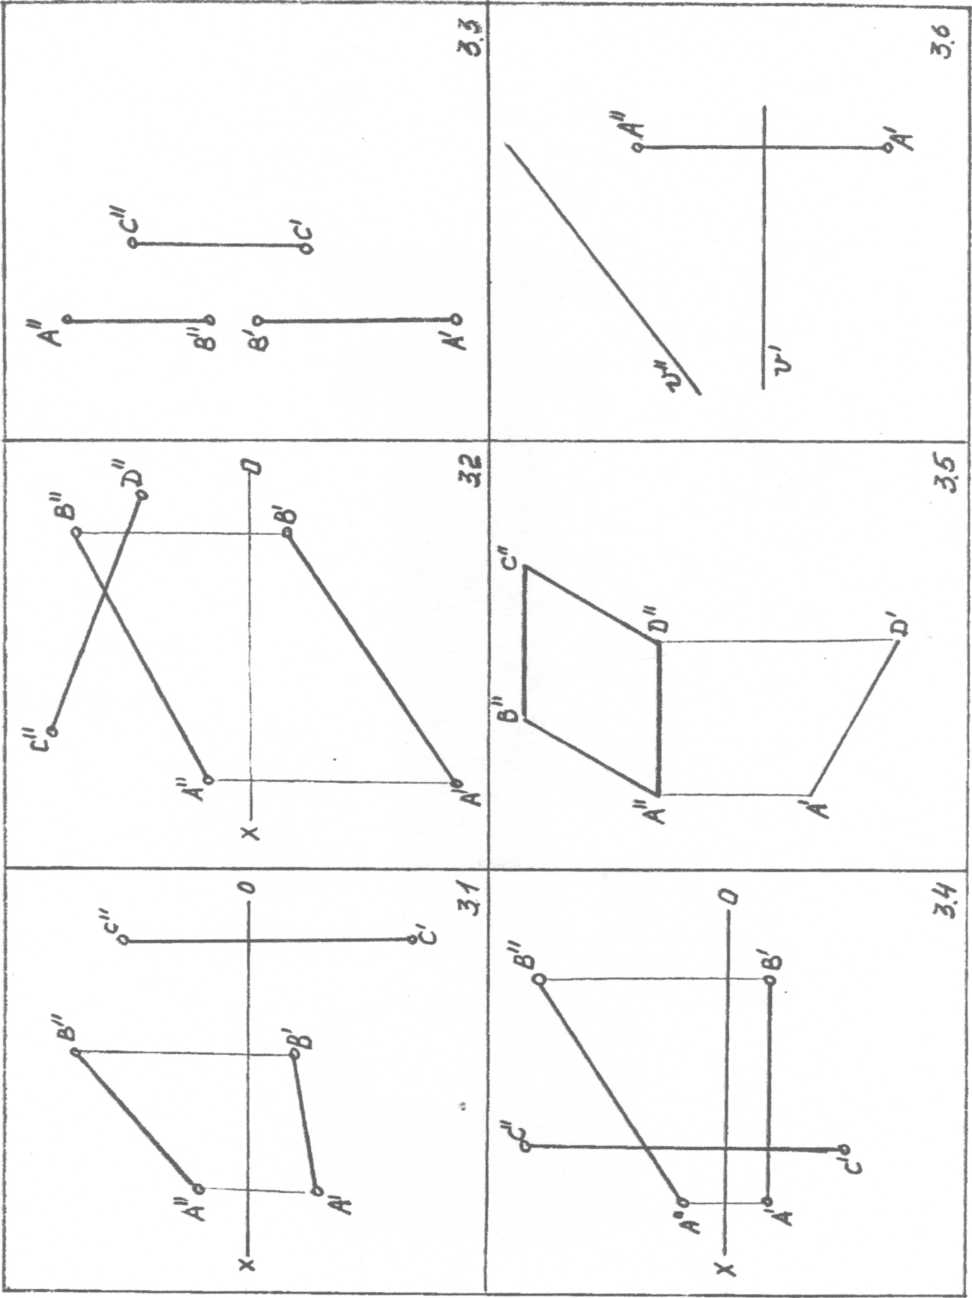 B"
C"
A"
X
0
B'
A'
C'
3.1
C"
B"
D"
A"
X
0
B'
A'
3.2
A"
C"
B"
B'
C'
A'
3.3
C"
B"
A"
X
0
A'
B'
C'
3.4
B"
C"
A"
D"
A'
D'
3.5
A"
v"
v'
A'
3.6